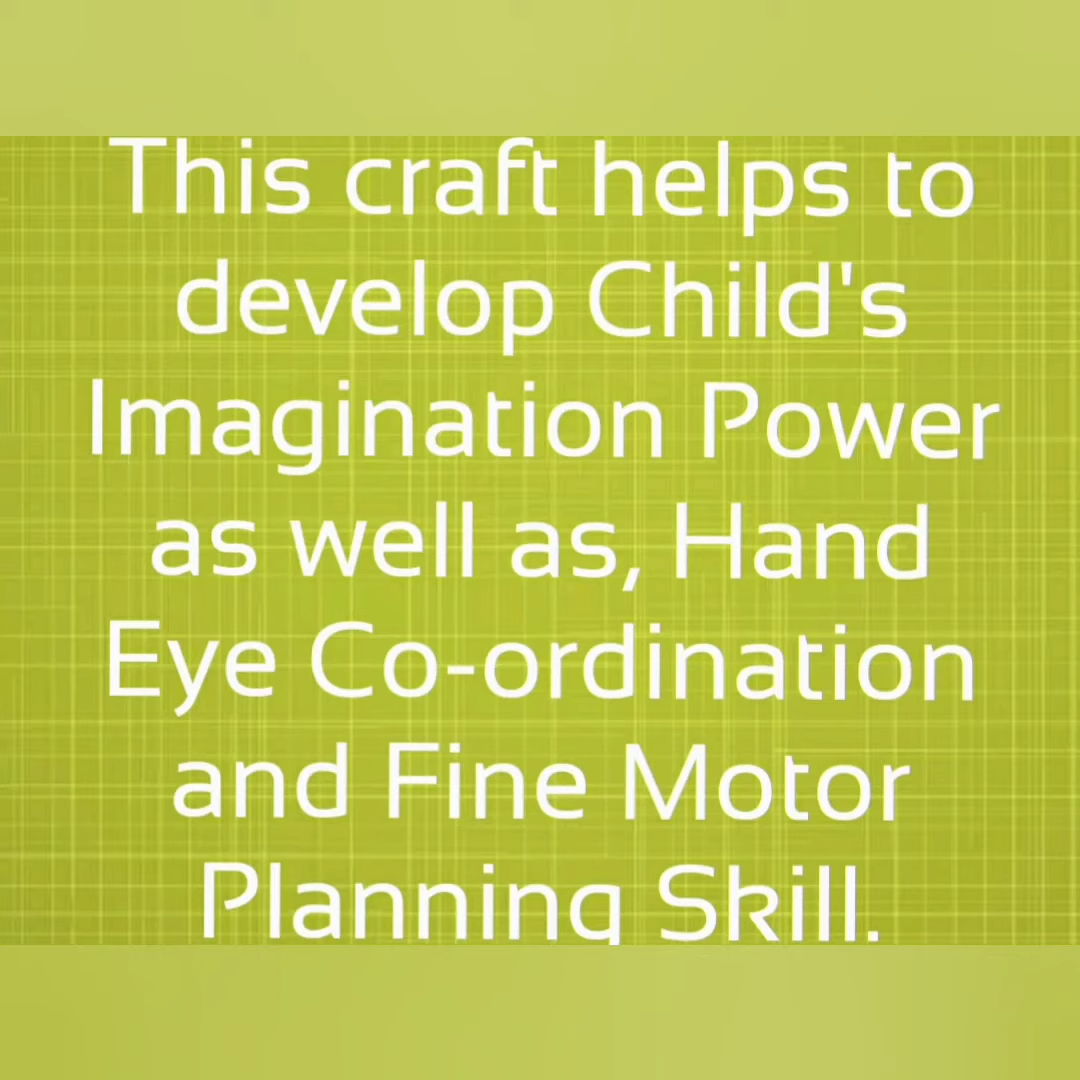 This craft helps to
develop Child's
Imagination Power
as well as, Hand
Eye Co-ordination
and Fine Motor
Planning Skill.